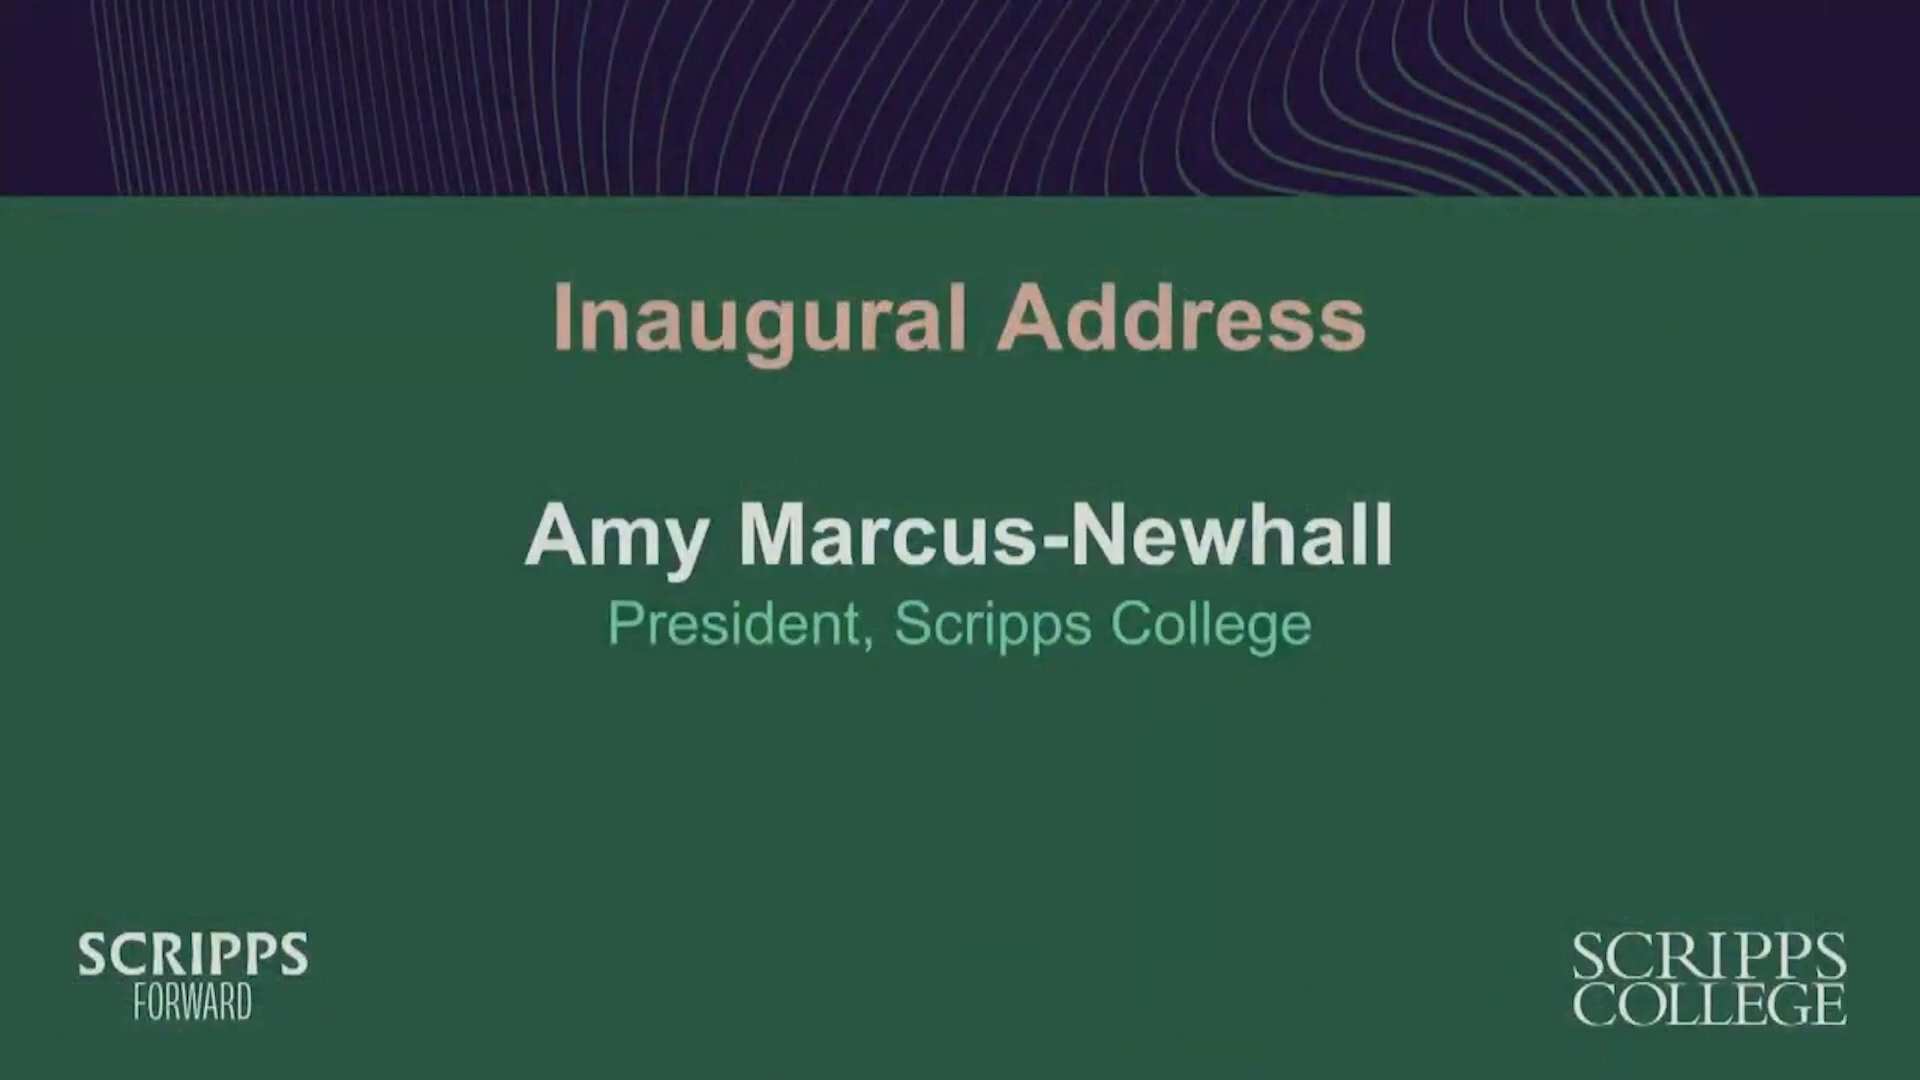 Inaugural Address
Amy Marcus-Newhall
President, Scripps College
SCRIPPS
FORWARD
SCRIPPS
COLLEGE